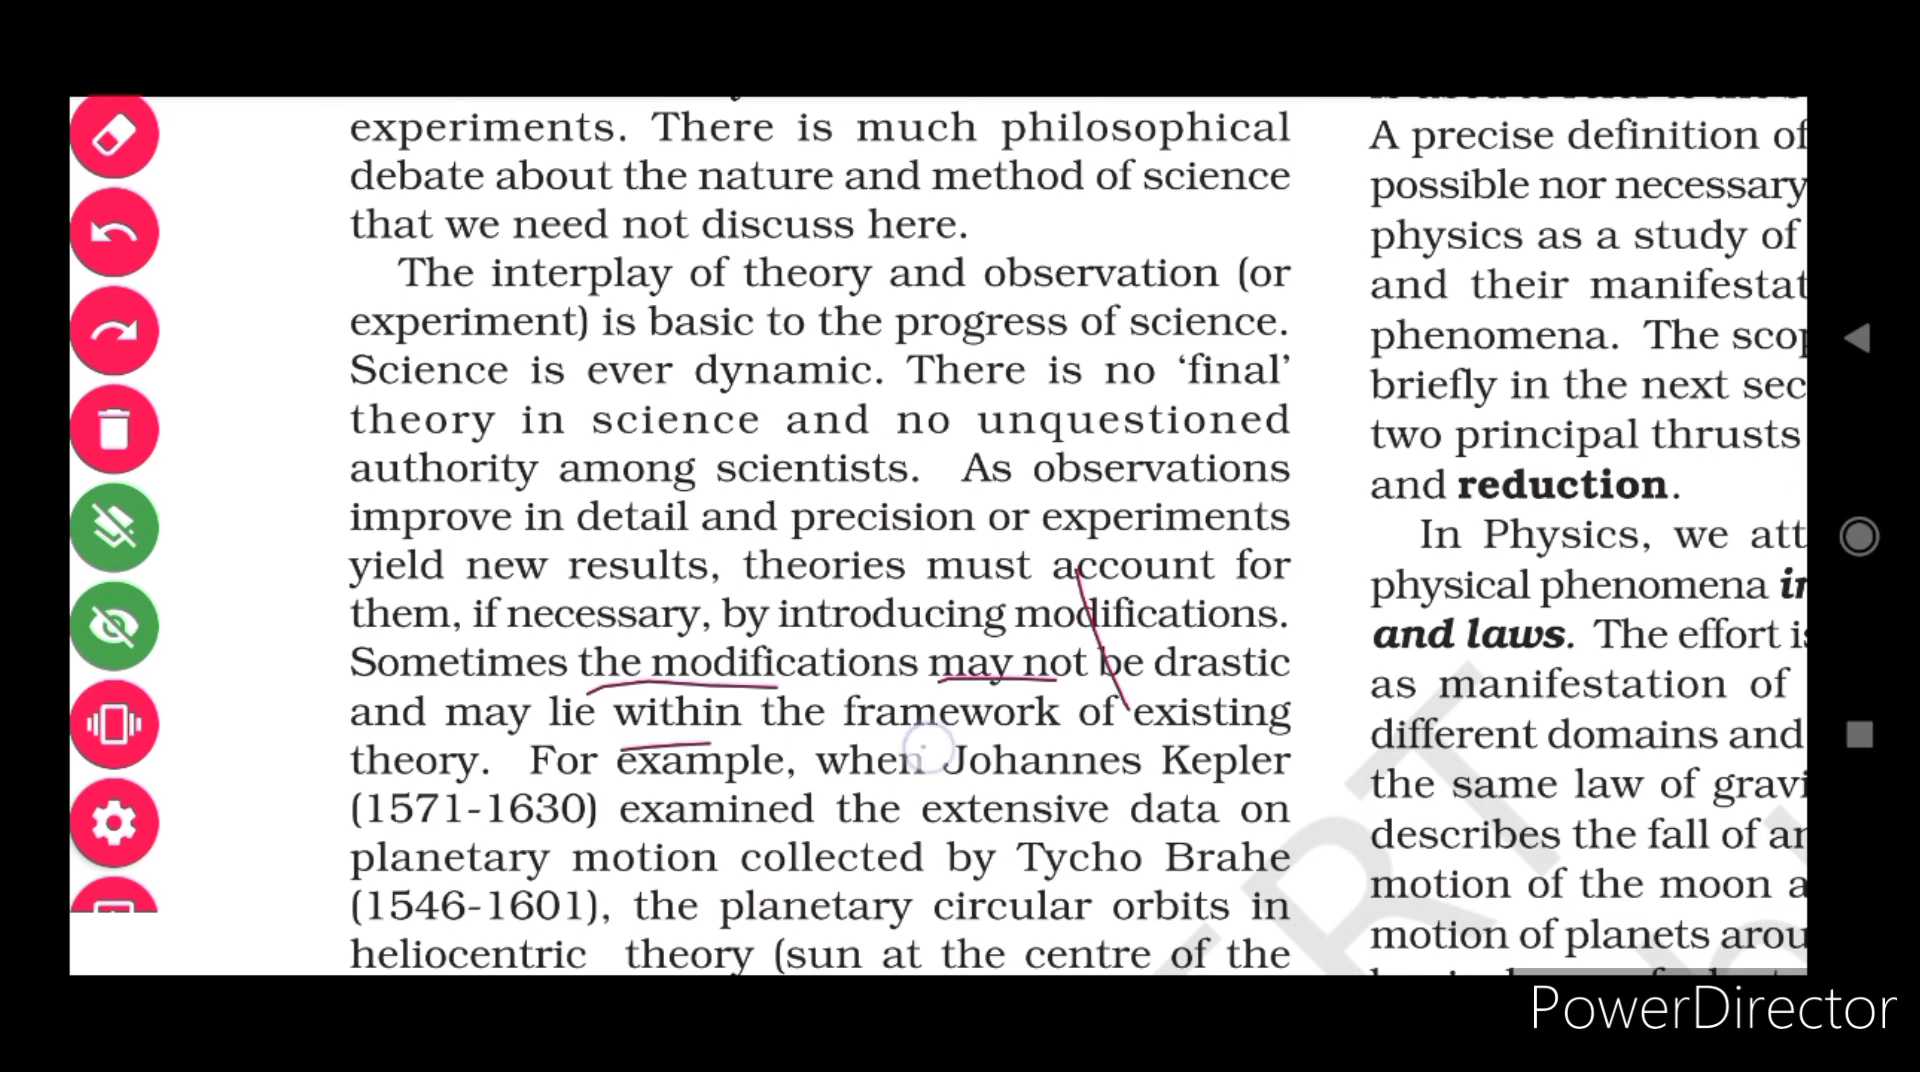 experiments. There is much philosophical
debate about the nature and method of science
that we need not discuss here.
The interplay of theory and observation (or
experiment) is basic to the progress of science.
Science is ever dynamic. There is no ‘final’
theory in science and no unquestioned
authority among scientists. As observations
improve in detail and precision or experiments
yield new results, theories must account for
them, if necessary, by introducing modifications.
Sometimes the modifications may not be drastic
and may lie within the framework of existing
theory. For example, when Johannes Kepler
(1571-1630) examined the extensive data on
planetary motion collected by Tycho Brahe
(1546-1601), the planetary circular orbits in
heliocentric theory (sun at the centre of the
A precise definition of
possible nor necessary
physics as a study of
and their
phenomena. The
briefly in the next
two principal thrusts
and reduction.
In Physics, we
physical phenomena
and laws. The effort
as manifestation of
different domains and
the same law of
describes the fall of
motion of the moon
motion of planets
PowerDirector